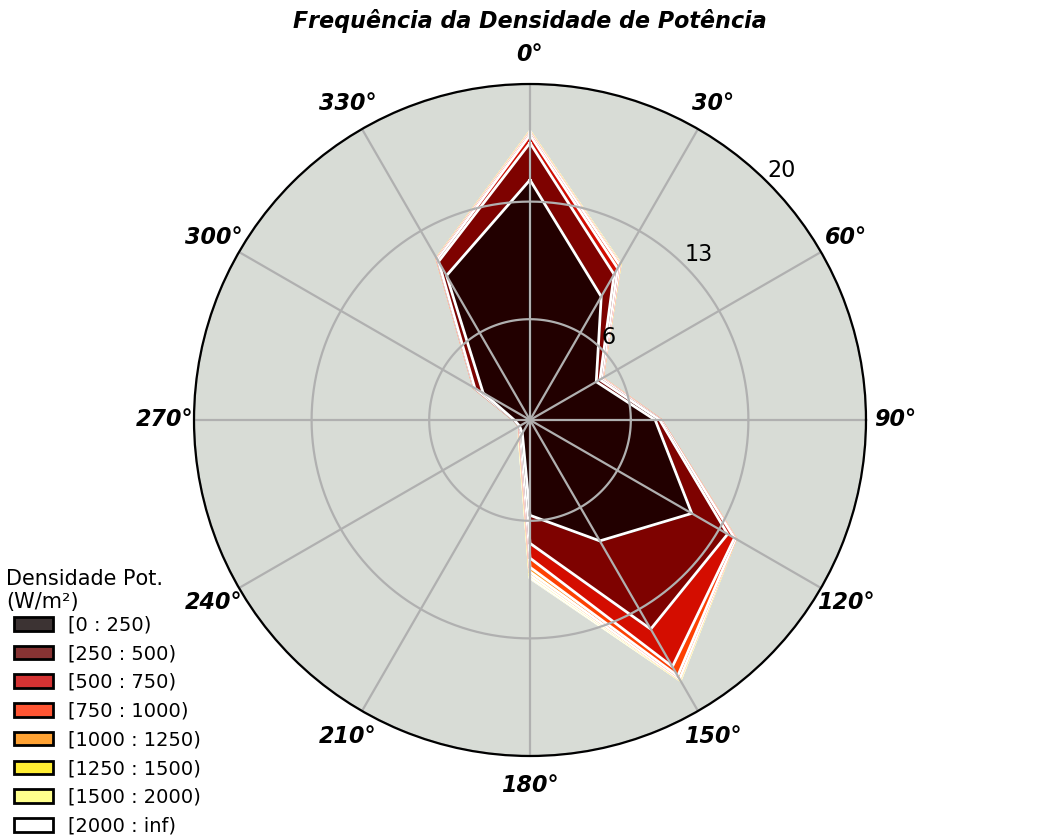 Frequência da Densidade de Potência
0°
330°
30°
20
300°
60°
13
6
270°
90°
Densidade Pot.
(W/m²)
240°
120°
[0 : 250)
[250 : 500)
[500 : 750)
[750 : 1000)
[1000 : 1250)
[1250 : 1500)
[1500 : 2000)
[2000 : inf)
210°
150°
180°